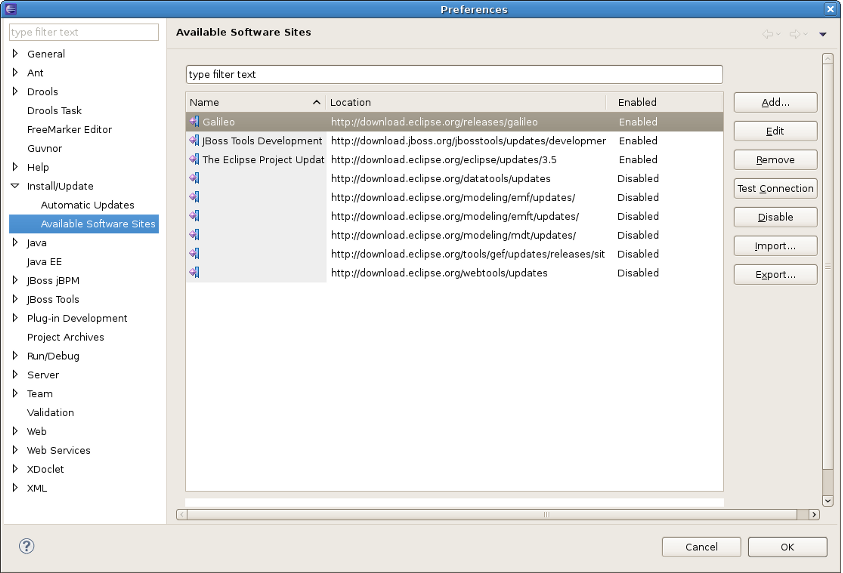 Preferences
type filter text
General
Ant
Drools
Drools Task
FreeMarker Editor
Guvnor
Help
Install/Update
Automatic Updates
Available Software Sites
Java
Java EE
JBoss jBPM
JBoss Tools
Plug-in Development
Project Archives
Run/Debug
Server
Team
Validation
Web
Web Services
XDoclet
XML
Available Software Sites
type filter text
Name Location Enabled
Galileo http://download.eclipse.org/releases/galileo Enabled
JBoss Tools Development http://download.jboss.org/jbosstools/updates/developmer Enabled
The Eclipse Project Updat http://download.eclipse.org/eclipse/updates/3.5 Enabled
http://download.eclipse.org/datatools/updates Disabled
http://download.eclipse.org/modeling/emf/updates/ Disabled
http://download.eclipse.org/modeling/emft/updates/ Disabled
http://download.eclipse.org/modeling/mdt/updates/ Disabled
http://download.eclipse.org/tools/gef/updates/releases/sit Disabled
http://download.eclipse.org/webtools/updates Disabled
Add...
Edit
Remove
Test Connection
Disable
Import...
Export...
?
Cancel
OK